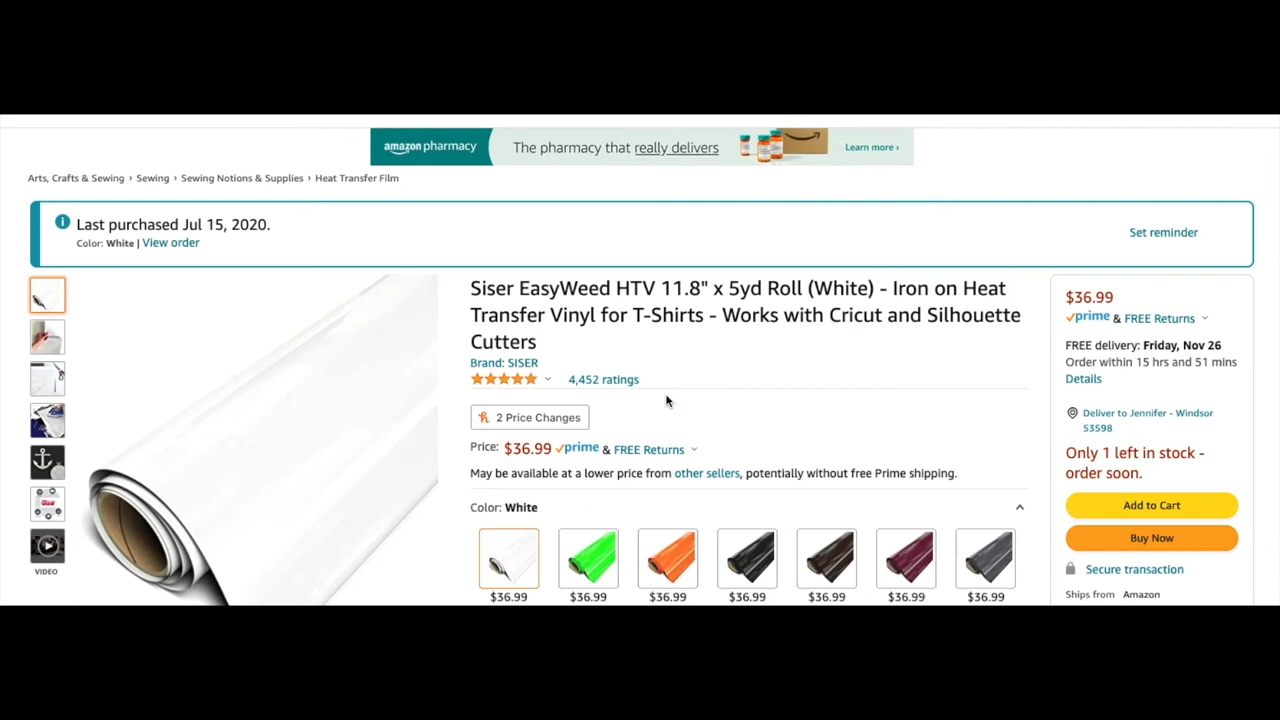 amazon pharmacy
The pharmacy that really delivers
Learn more ›
Arts, Crafts & Sewing › Sewing › Sewing Notions & Supplies › Heat Transfer Film
Last purchased Jul 15, 2020.
Color: White | View order
Set reminder
Siser EasyWeed HTV 11.8" x 5yd Roll (White) - Iron on Heat
Transfer Vinyl for T-Shirts - Works with Cricut and Silhouette
Cutters
Brand: SISER
4,452 ratings
2 Price Changes
Price: $36.99 prime & FREE Returns
May be available at a lower price from other sellers, potentially without free Prime shipping.
Color: White
$36.99 $36.99 $36.99 $36.99 $36.99 $36.99 $36.99
VIDEO
$36.99
prime & FREE Returns
FREE delivery: Friday, Nov 26
Order within 15 hrs and 51 mins
Details
Deliver to Jennifer - Windsor
53598
Only 1 left in stock -
order soon.
Add to Cart
Buy Now
Secure transaction
Ships from Amazon